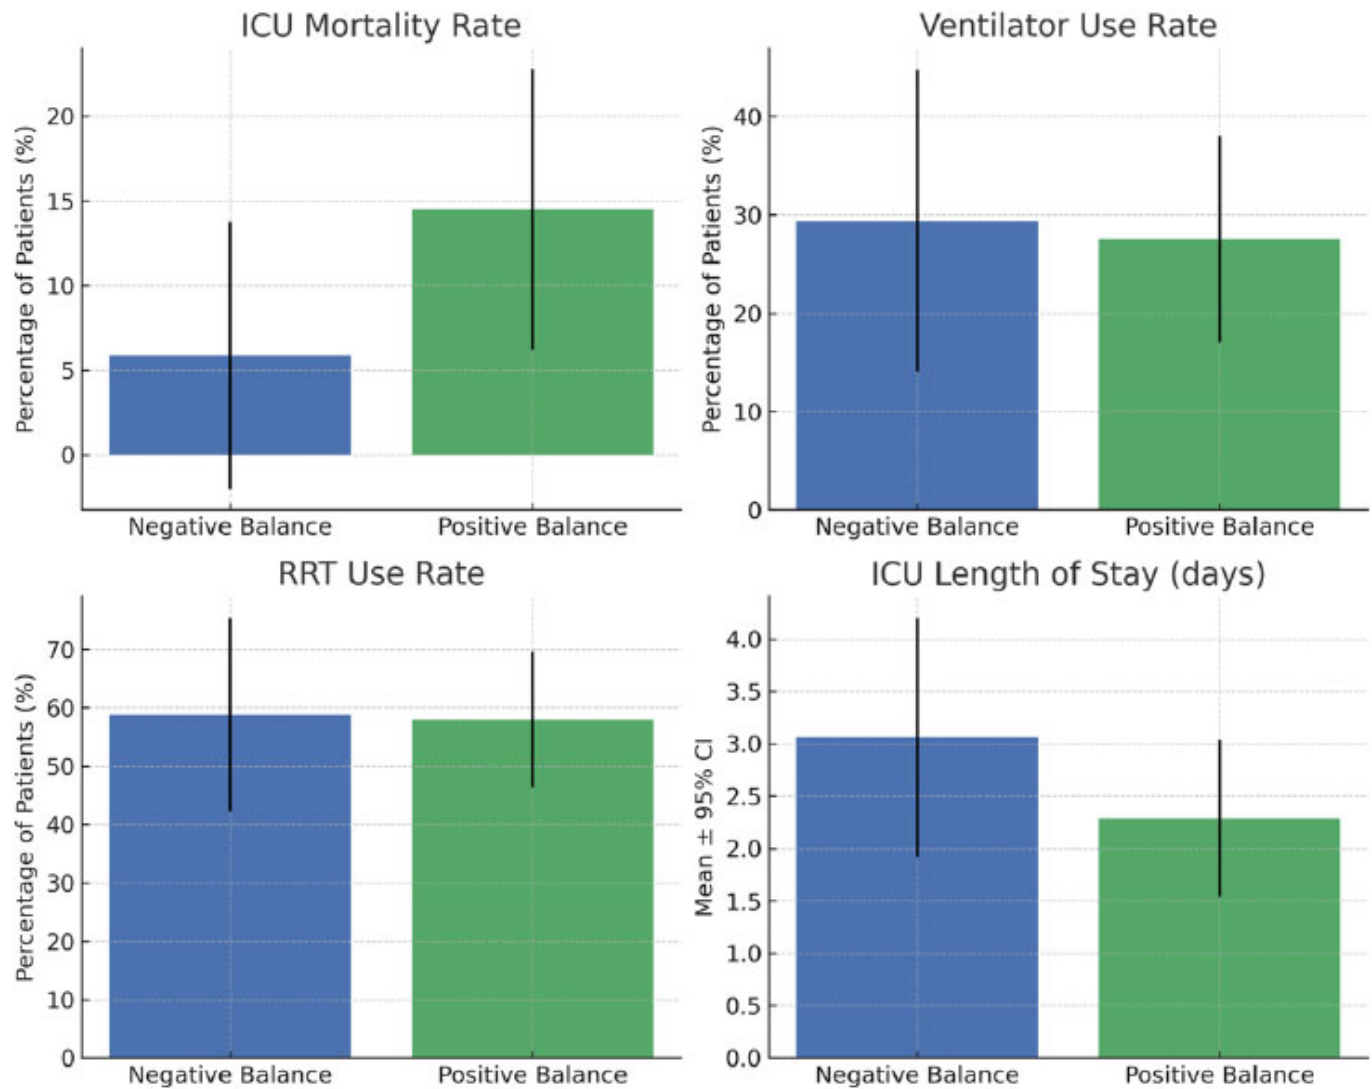 ICU Mortality Rate
Percentage of Patients (%)
20
15
10
5
0
Negative Balance
Positive Balance
Ventilator Use Rate
Percentage of Patients (%)
40
30
20
10
0
Negative Balance
Positive Balance
RRT Use Rate
Percentage of Patients (%)
70
60
50
40
30
20
10
0
Negative Balance
Positive Balance
ICU Length of Stay (days)
Mean ± 95% CI
4.0
3.5
3.0
2.5
2.0
1.5
1.0
0.5
0.0
Negative Balance
Positive Balance